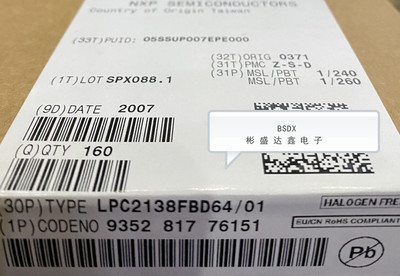 NXP SEMICONDUCTORS
Country of Origin Taiwan
(33T)PUID: 05SSUP007EPE000
(32T)ORIG 0371
(31T)PMC Z-S-D
(31P)MSL/PBT 1/240
MSL/PBT 1/260
(1T)LOT SPX088.1
(9D)DATE 2007
BSDX
彬盛达鑫电子
(Q)QTY 160
(30P)TYPE LPC2138FBD64/01
(1P)CODENO 9352 817 76151
HALOGEN FREE
EU/CN RoHS COMPLIANT
Pb